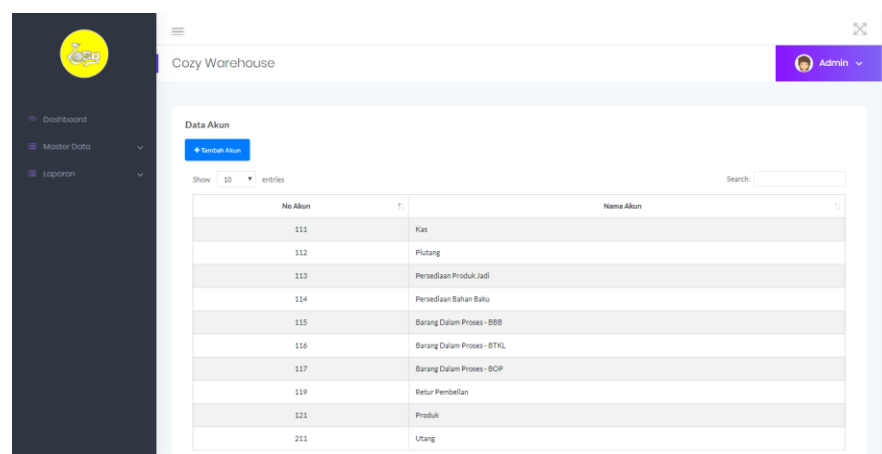 Cozy
Cozy Warehouse
Admin
Dashboard
Master Data
Laporan
Data Akun
+ Tambah Akun
Show 10 entries
Search:
No Akun Nama Akun
111 Kas
112 Piutang
113 Persediaan Produk Jadi
114 Persediaan Bahan Baku
115 Barang Dalam Proses - BBB
116 Barang Dalam Proses - BTKL
117 Barang Dalam Proses - BOP
119 Retur Pembelian
121 Produk
211 Utang